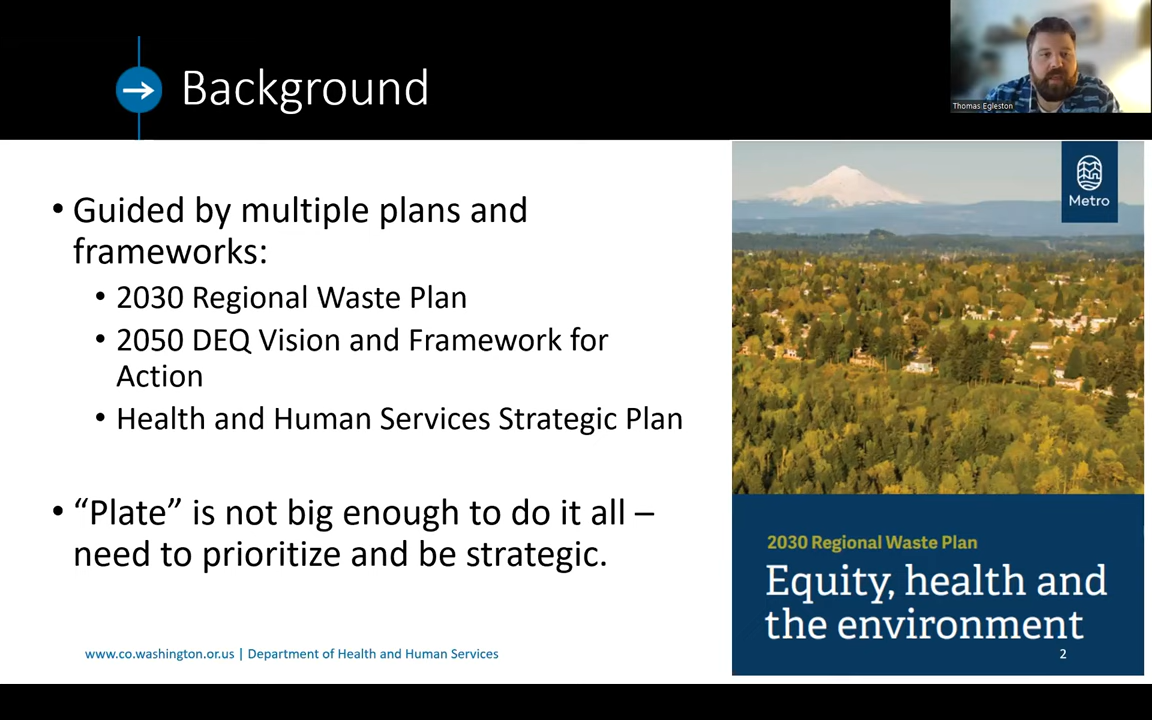 Background
Thomas Egleston
• Guided by multiple plans and
frameworks:
• 2030 Regional Waste Plan
• 2050 DEQ Vision and Framework for
Action
• Health and Human Services Strategic Plan
• “Plate” is not big enough to do it all –
need to prioritize and be strategic.
Metro
2030 Regional Waste Plan
Equity, health and
the environment
www.co.washington.or.us | Department of Health and Human Services
2